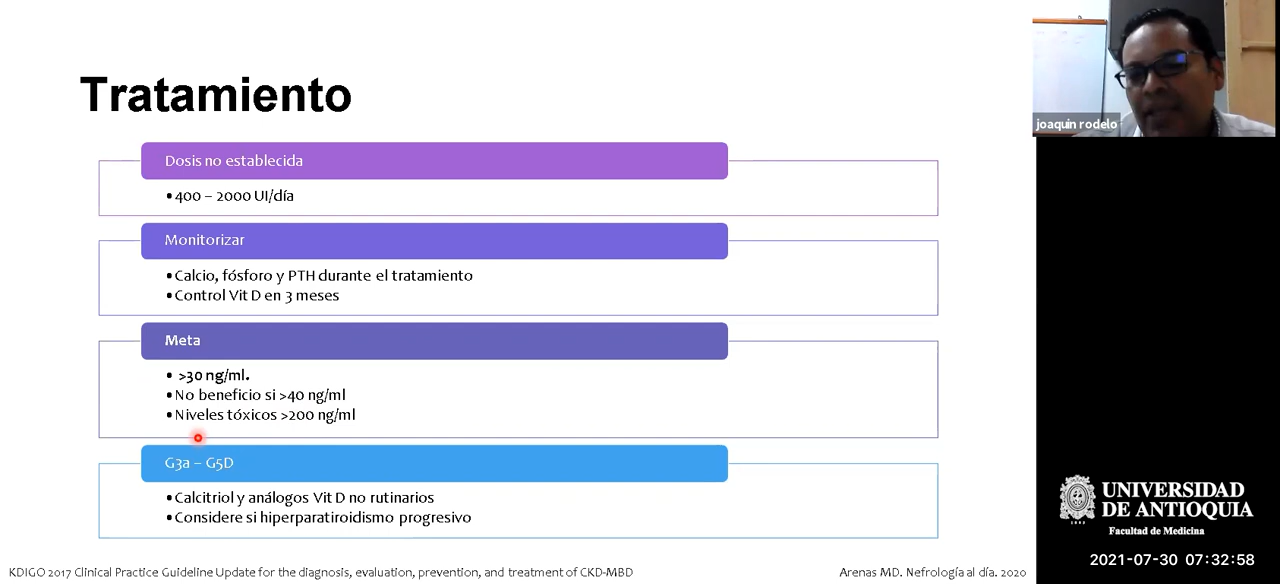 Tratamiento
Dosis no establecida
•400 – 2000 UI/día
Monitorizar
•Calcio, fósforo y PTH durante el tratamiento
•Control Vit D en 3 meses
Meta
• >30 ng/ml.
•No beneficio si >40 ng/ml
•Niveles tóxicos >200 ng/ml
G3a – G5D
•Calcitriol y análogos Vit D no rutinarios
•Considere si hiperparatiroidismo progresivo
KDIGO 2017 Clinical Practice Guideline Update for the diagnosis, evaluation, prevention, and treatment of CKD-MBD
Arenas MD. Nefrología al día. 2020
joaquin rodelo
UNIVERSIDAD
DE ANTIOQUIA
1803
Facultad de Medicina
2021-07-30 07:32:58